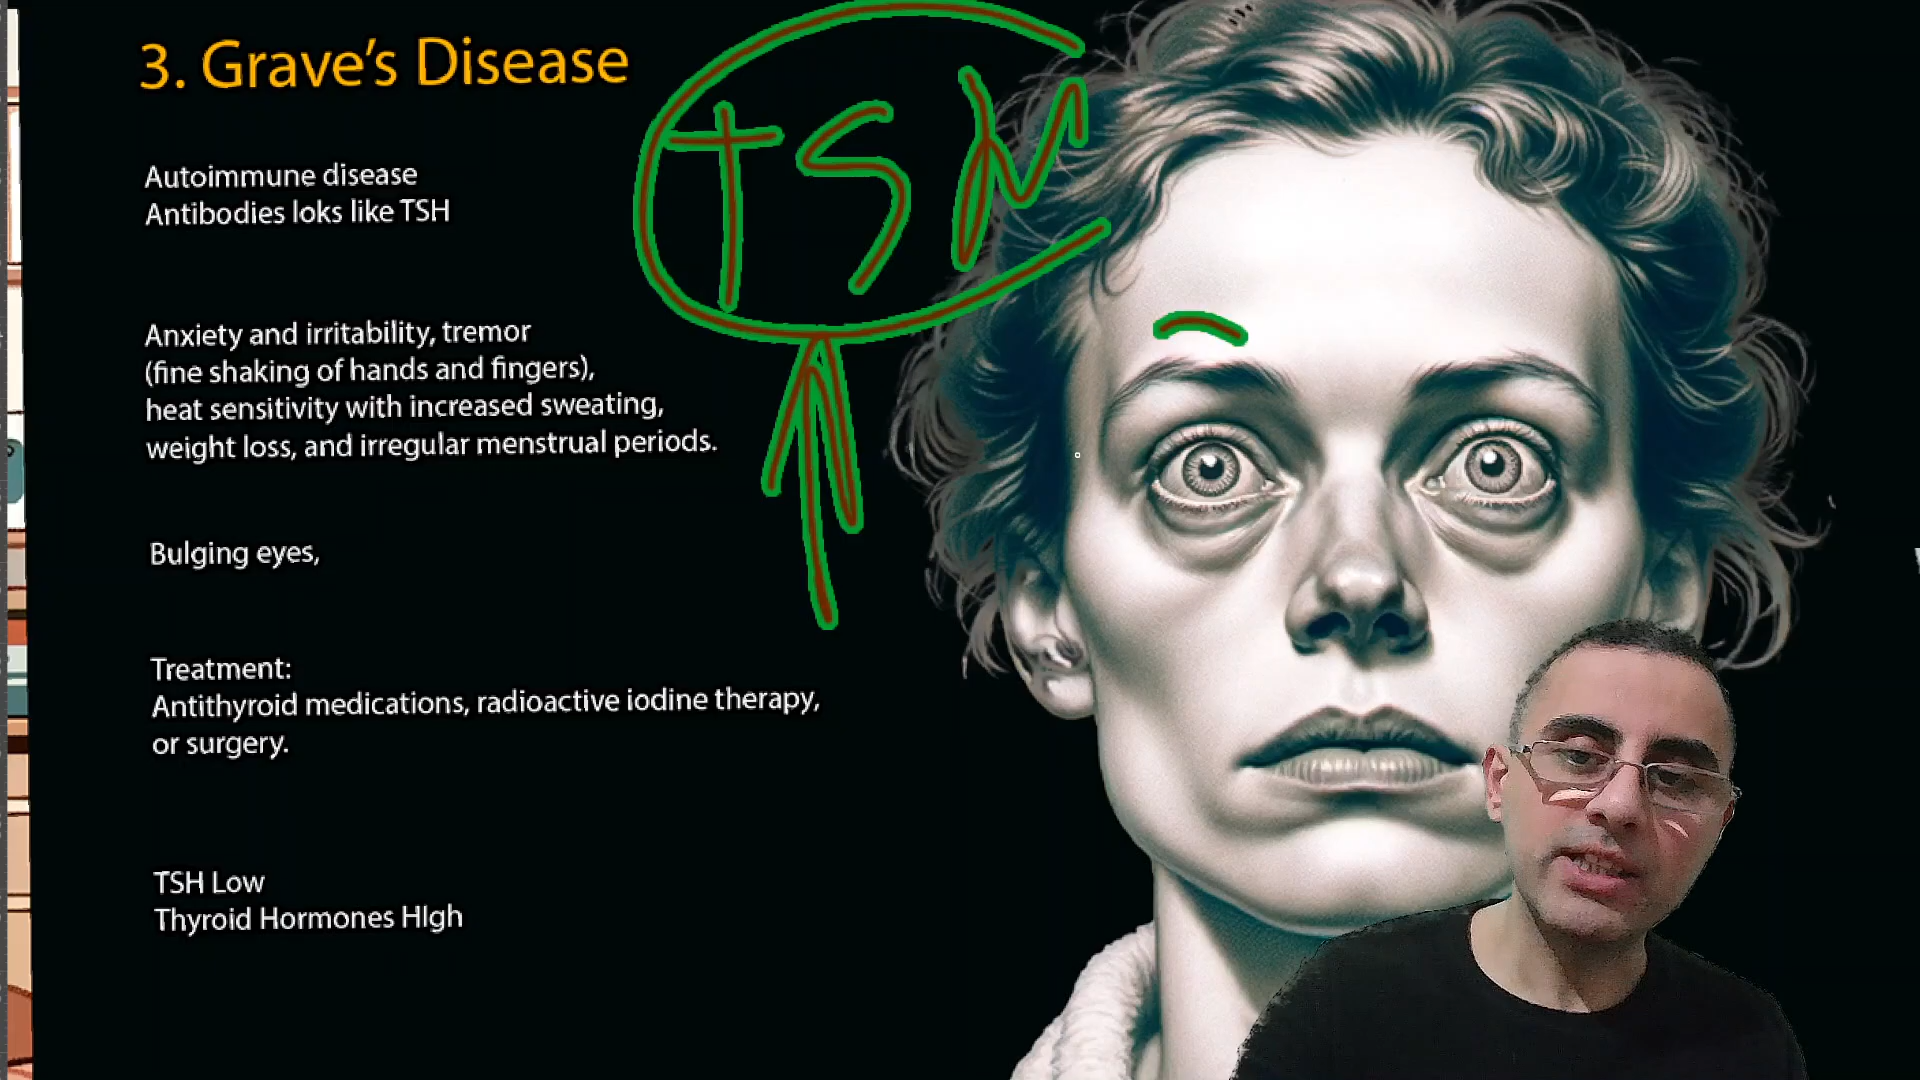 3. Grave's Disease
TSH
Autoimmune disease
Antibodies loks like TSH
Anxiety and irritability, tremor
(fine shaking of hands and fingers),
heat sensitivity with increased sweating,
weight loss, and irregular menstrual periods.
Bulging eyes,
Treatment:
Antithyroid medications, radioactive iodine therapy,
or surgery.
TSH Low
Thyroid Hormones HIgh